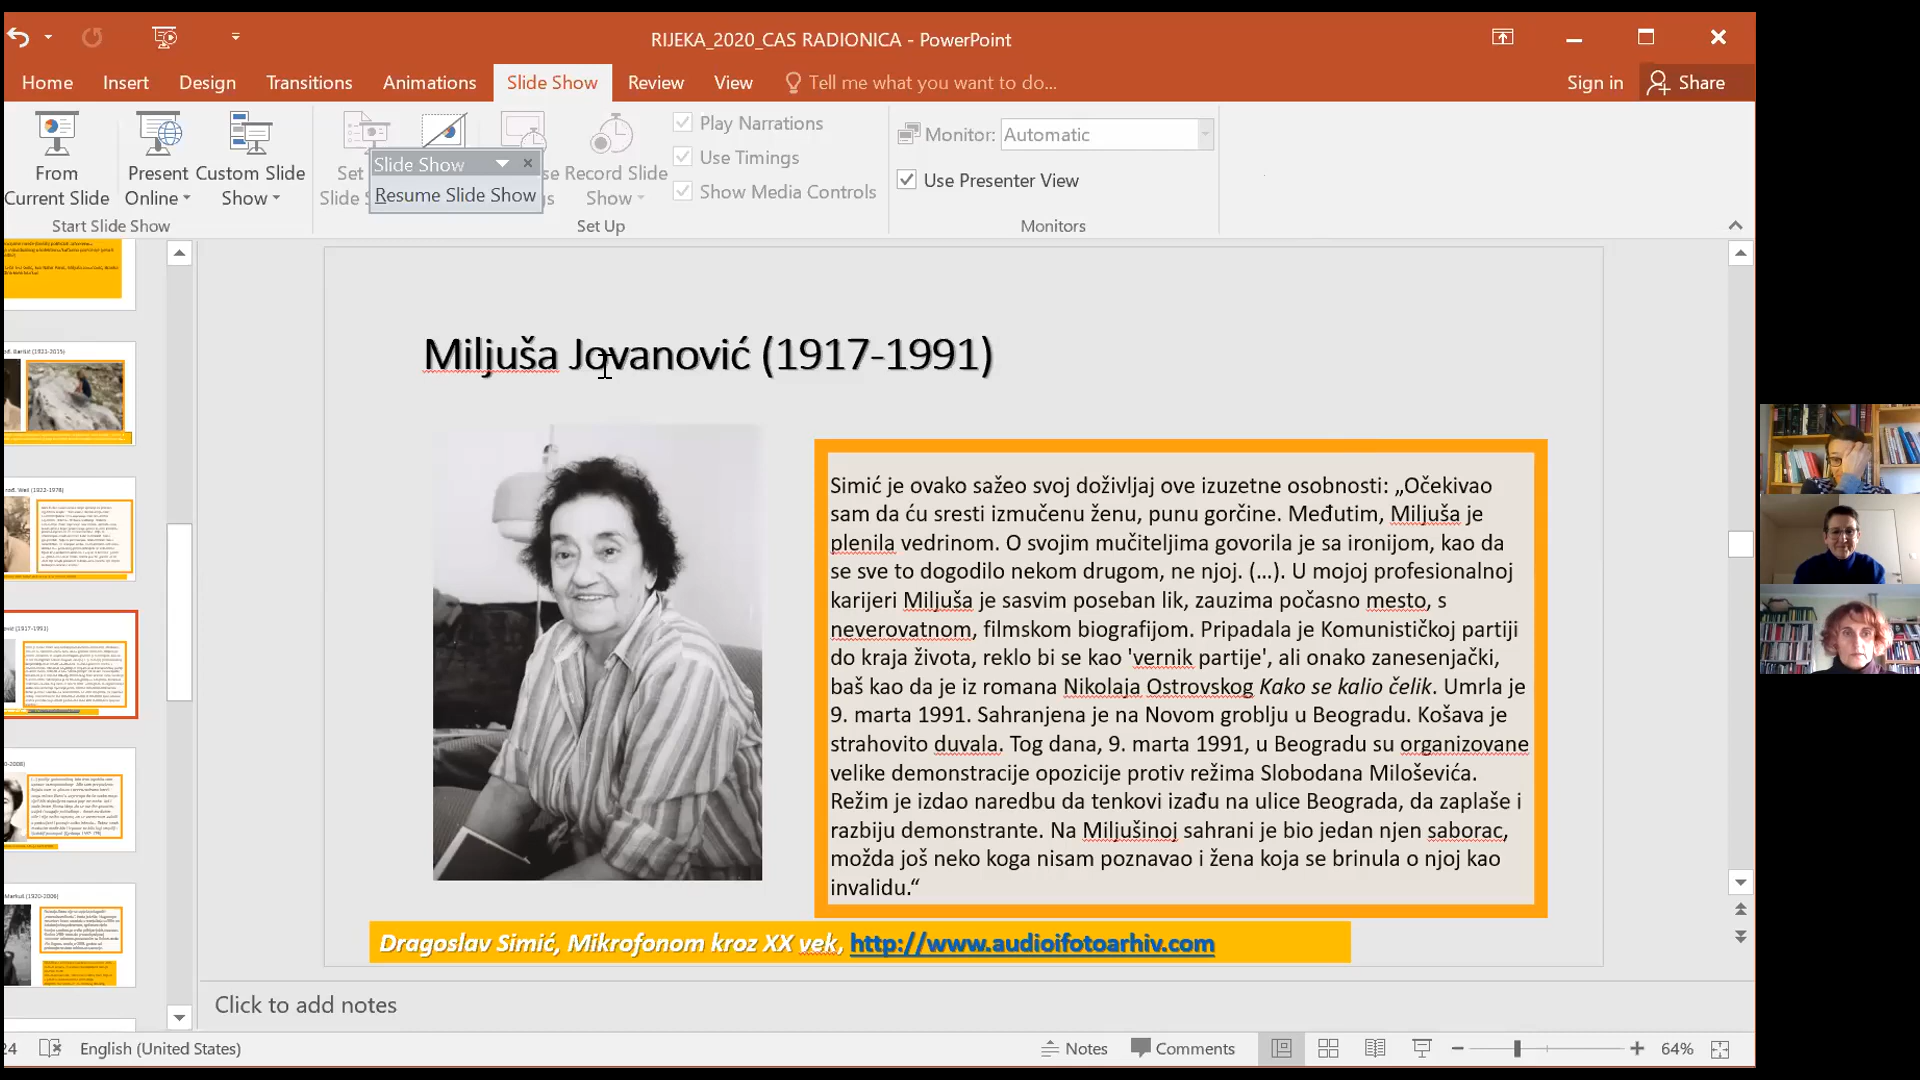 RIJEKA_2020_CAS RADIONICA - PowerPoint
Home Insert Design Transitions Animations Slide Show Review View Tell me what you want to do... Sign in Share
From Current Slide
Present Online
Custom Slide Show
Set
Slide Show
Resume Slide Show
Record Slide Show
Play Narrations
Use Timings
Show Media Controls
Monitor: Automatic
Use Presenter View
Start Slide Show
Set Up
Monitors
Miljuša Jovanović (1917-1991)
Simić je ovako sažeo svoj doživljaj ove izuzetne osobnosti: „Očekivao
sam da ću sresti izmučenu ženu, punu gorčine. Međutim, Miljuša je
plenila vedrinom. O svojim mučiteljima govorila je sa ironijom, kao da
se sve to dogodilo nekom drugom, ne njoj. (...). U mojoj profesionalnoj
karijeri Miljuša je sasvim poseban lik, zauzima počasno mesto, s
neverovatnom, filmskom biografijom. Pripadala je Komunističkoj partiji
do kraja života, reklo bi se kao 'vernik partije', ali onako zanesenjački,
baš kao da je iz romana Nikolaja Ostrovskog Kako se kalio čelik. Umrla je
9. marta 1991. Sahranjena je na Novom groblju u Beogradu. Košava je
strahovito duvala. Tog dana, 9. marta 1991, u Beogradu su organizovane
velike demonstracije opozicije protiv režima Slobodana Miloševića.
Režim je izdao naredbu da tenkovi izađu na ulice Beograda, da zaplaše i
razbiju demonstrante. Na Miljušinoj sahrani je bio jedan njen saborac,
možda još neko koga nisam poznavao i žena koja se brinula o njoj kao
invalidu.“
Dragoslav Simić, Mikrofonom kroz XX vek, http://www.audioifotoarhiv.com
Click to add notes
24 English (United States) Notes Comments 64%